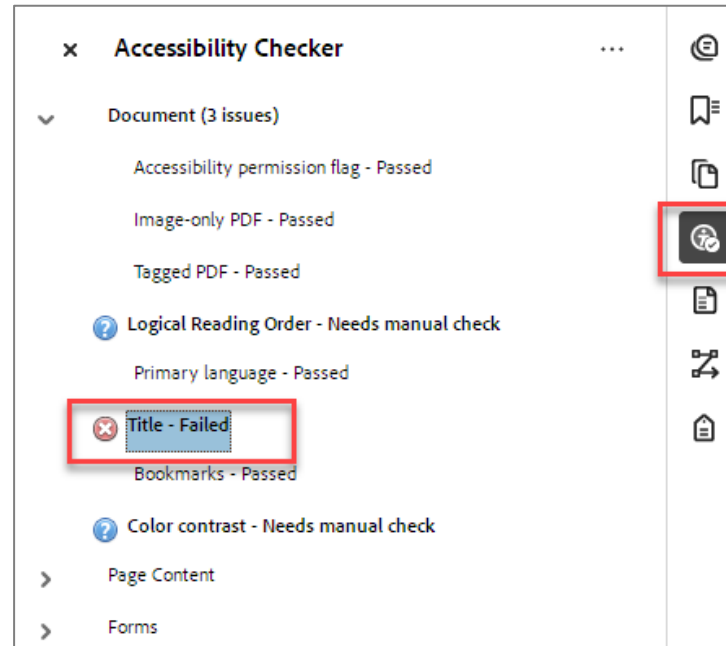 Accessibility Checker
Document (3 issues)
Accessibility permission flag - Passed
Image-only PDF - Passed
Tagged PDF - Passed
Logical Reading Order - Needs manual check
Primary language - Passed
Title - Failed
Bookmarks - Passed
Color contrast - Needs manual check
Page Content
Forms